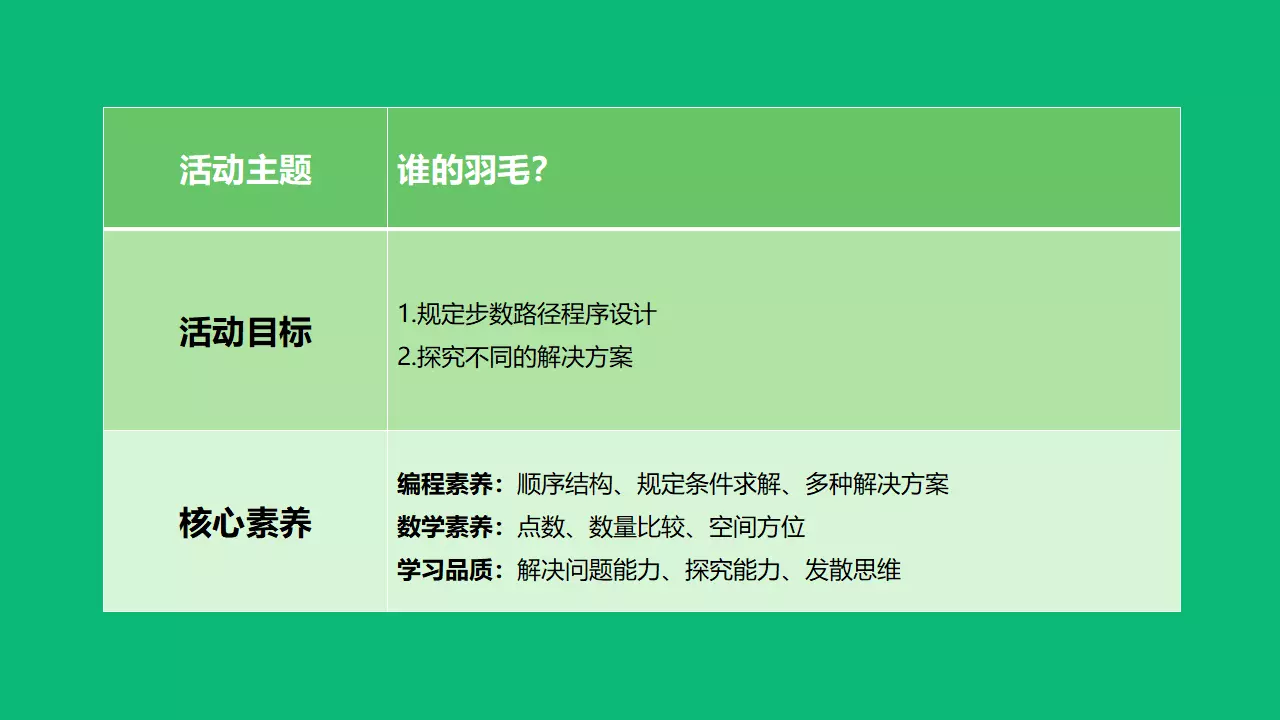 活动主题
谁的羽毛？
活动目标
1.规定步数路径程序设计
2.探究不同的解决方案
核心素养
编程素养：顺序结构、规定条件求解、多种解决方案
数学素养：点数、数量比较、空间方位
学习品质：解决问题能力、探究能力、发散思维